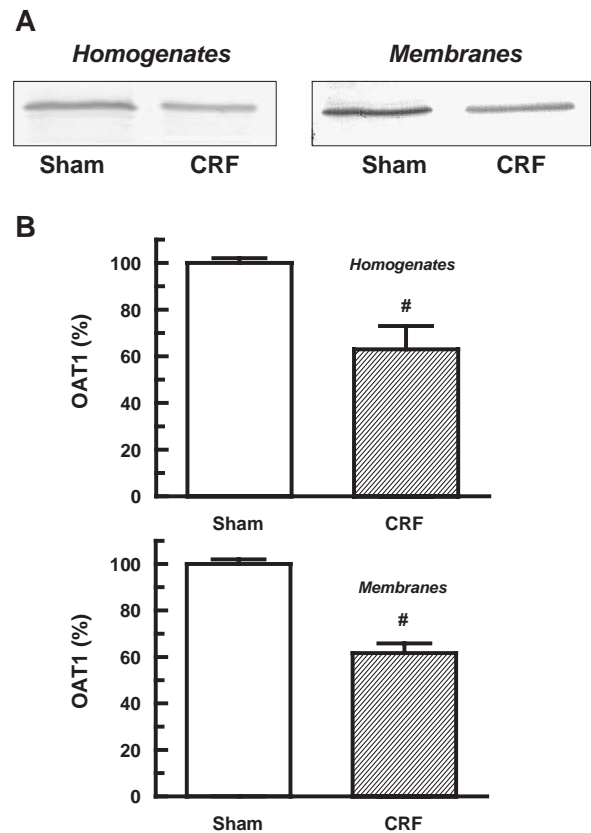 A
Homogenates
Membranes
Sham CRF
Sham CRF
B
OAT1 (%)
100
80
60
40
20
0
Homogenates
#
Sham CRF
OAT1 (%)
100
80
60
40
20
0
Membranes
#
Sham CRF